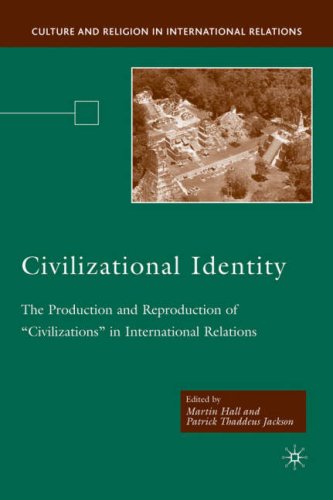 CULTURE AND RELIGION IN INTERNATIONAL RELATIONS
Civilizational Identity
The Production and Reproduction of
“Civilizations” in International Relations
Edited by
Martin Hall and
Patrick Thaddeus Jackson